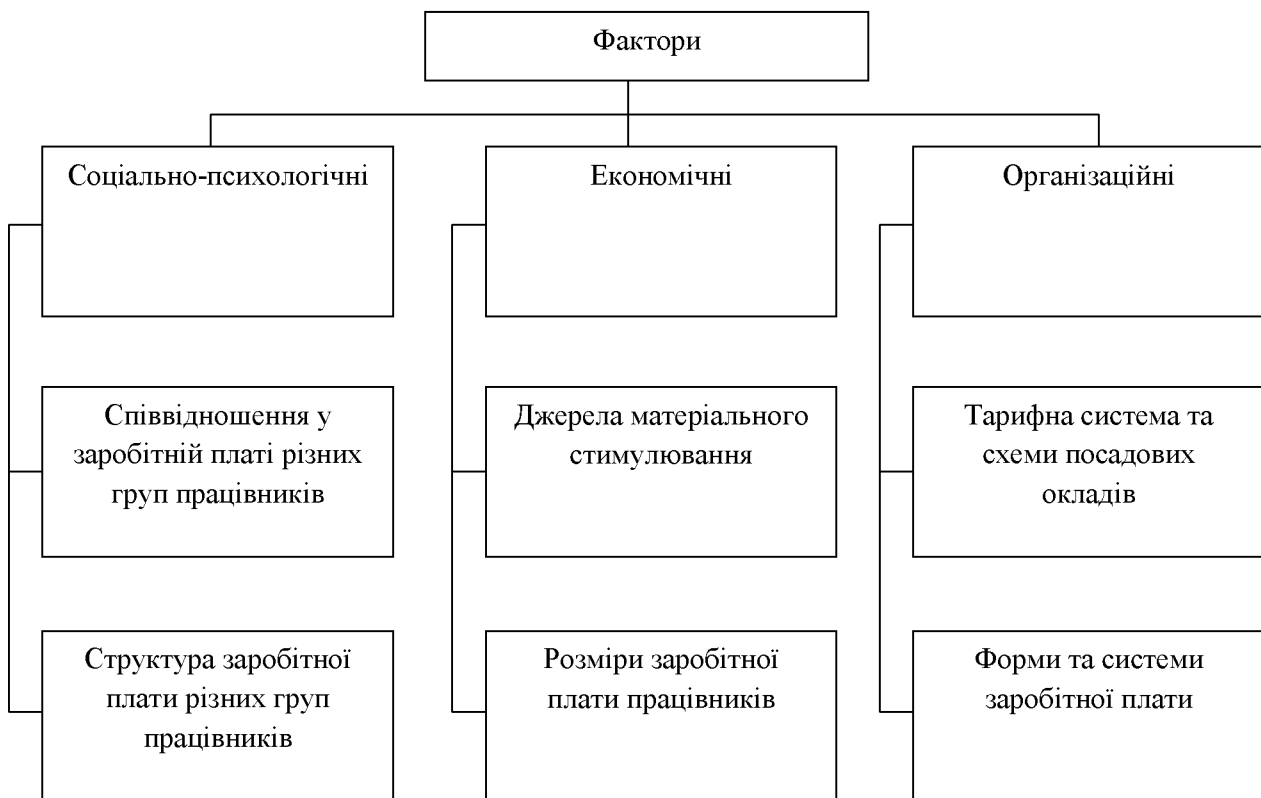 Фактори
Соціально-психологічні
Економічні
Організаційні
Співвідношення у
заробітній платі різних
груп працівників
Джерела матеріального
стимулювання
Тарифна система та
схеми посадових
окладів
Структура заробітної
плати різних груп
працівників
Розміри заробітної
плати працівників
Форми та системи
заробітної плати